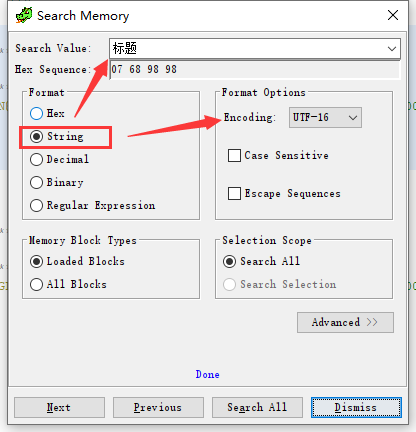 Search Memory
Search Value: 标题
Hex Sequence: 07 68 98 98
Format
Hex
String
Decimal
Binary
Regular Expression
Format Options
Encoding: UTF-16
Case Sensitive
Escape Sequences
Memory Block Types
Loaded Blocks
All Blocks
Selection Scope
Search All
Search Selection
Advanced >>
Done
Next Previous Search All Dismiss